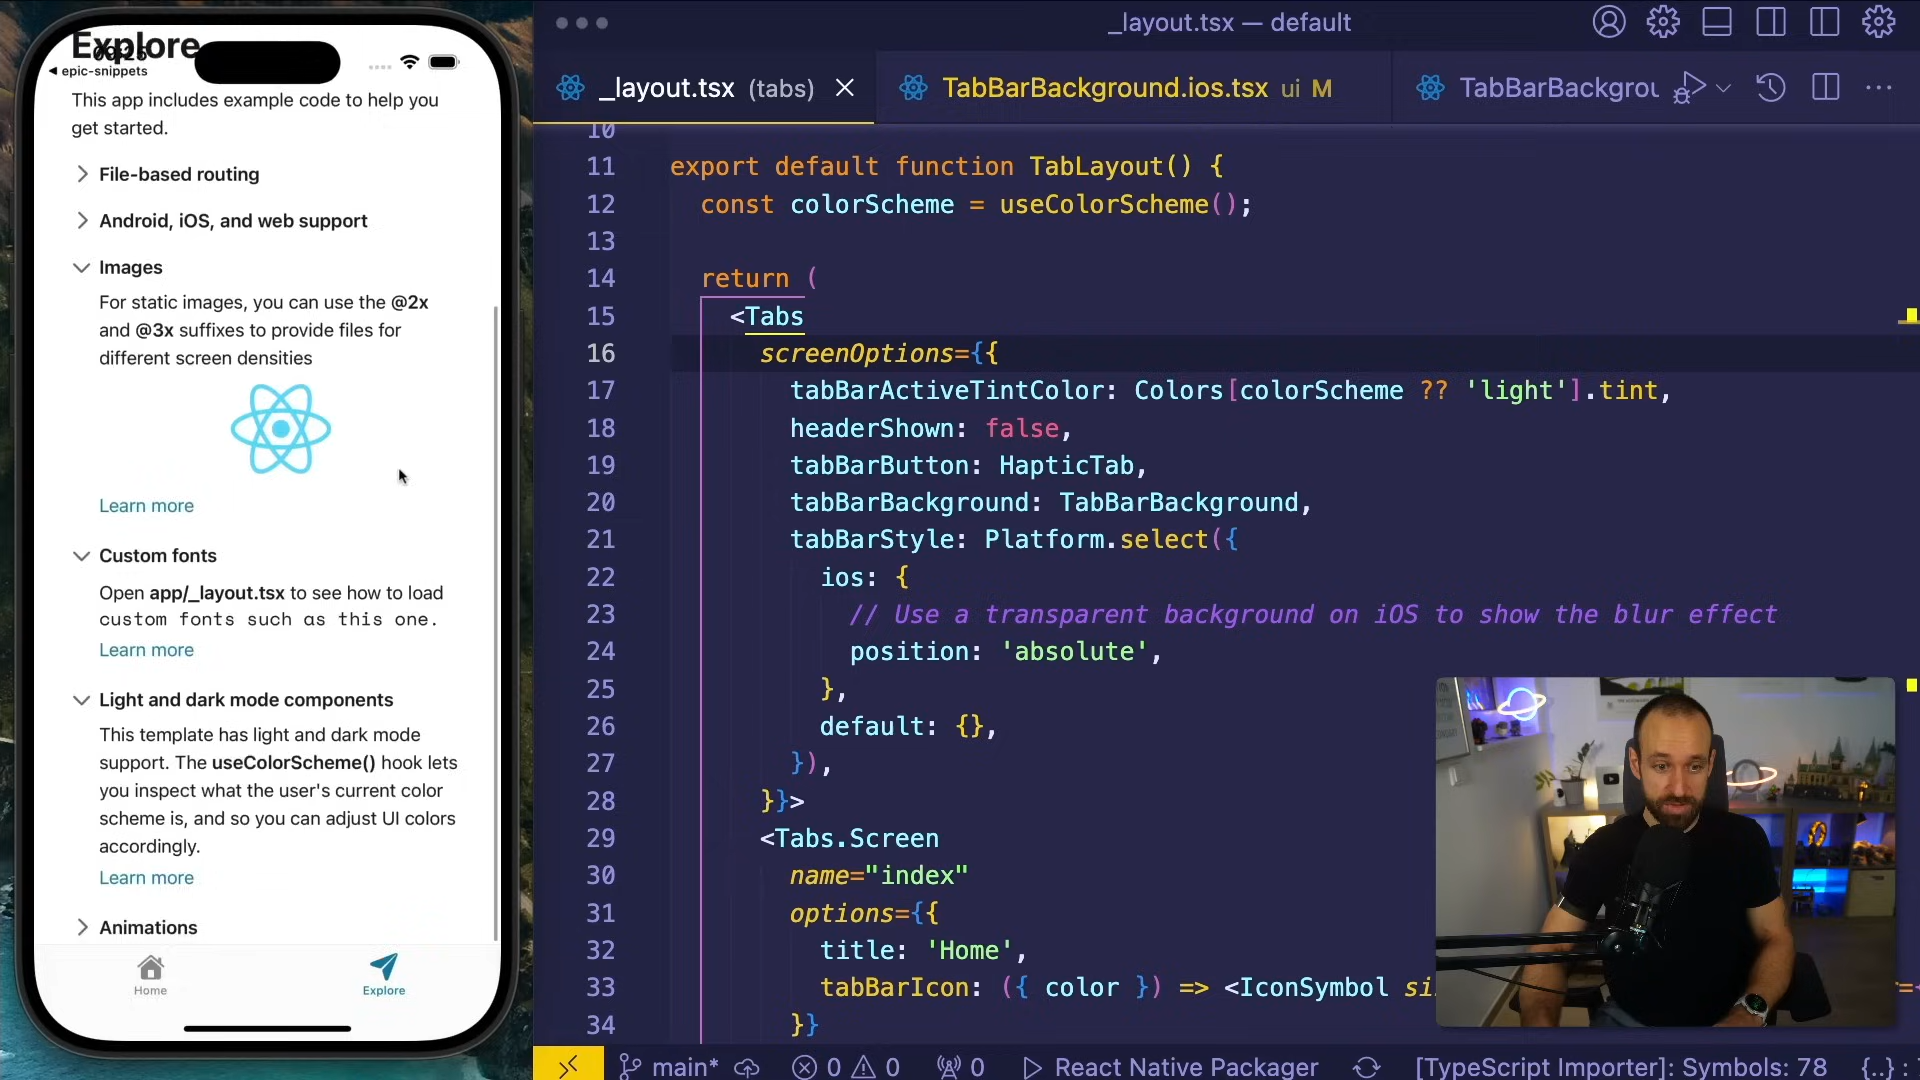 Explore
epic-snippets
This app includes example code to help you
get started.
File-based routing
Android, iOS, and web support
Images
For static images, you can use the @2x
and @3x suffixes to provide files for
different screen densities
Learn more
Custom fonts
Open app/_layout.tsx to see how to load
custom fonts such as this one.
Learn more
Light and dark mode components
This template has light and dark mode
support. The useColorScheme() hook lets
you inspect what the user's current color
scheme is, and so you can adjust UI colors
accordingly.
Learn more
Animations
Home
Explore
_layout.tsx — default
_layout.tsx (tabs)
TabBarBackground.ios.tsx ui M
TabBarBackgrou
10
11 export default function TabLayout() {
12 const colorScheme = useColorScheme();
13
14 return (
15 <Tabs
16 screenOptions={{
17 tabBarActiveTintColor: Colors[colorScheme ?? 'light'].tint,
18 headerShown: false,
19 tabBarButton: HapticTab,
20 tabBarBackground: TabBarBackground,
21 tabBarStyle: Platform.select({
22 ios: {
23 // Use a transparent background on iOS to show the blur effect
24 position: 'absolute',
25 },
26 default: {},
27 }),
28 }}>
29 <Tabs.Screen
30 name="index"
31 options={{
32 title: 'Home',
33 tabBarIcon: ({ color }) => <IconSymbol si
34 }}
main* 0 0 0 React Native Packager [TypeScript Importer]: Symbols: 78 {..} :